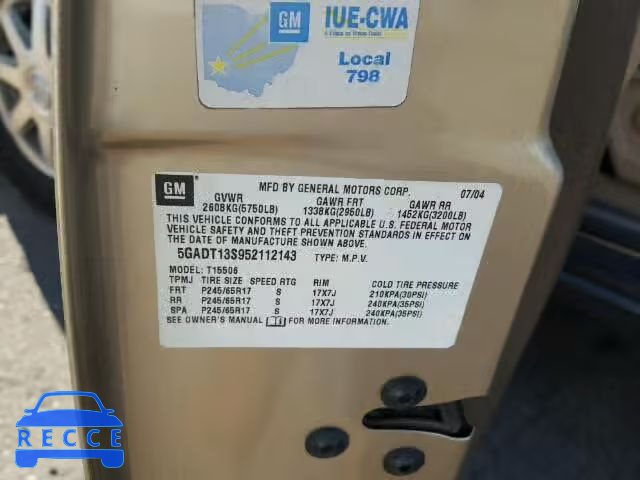 GM
IUE-CWA
Local
798
GM
MFD BY GENERAL MOTORS CORP.
07/04
GVWR
GAWR FRT
GAWR RR
2608KG(5750LB)
1338KG(2950LB)
1452KG(3200LB)
THIS VEHICLE CONFORMS TO ALL APPLICABLE U.S. FEDERAL MOTOR
VEHICLE SAFETY AND THEFT PREVENTION STANDARDS IN EFFECT ON
THE DATE OF MANUFACTURE SHOWN ABOVE.
5GADT13S952112143 TYPE: M.P.V.
MODEL: T15506
TPMJ TIRE SIZE SPEED RTG RIM COLD TIRE PRESSURE
FRT P245/65R17 S 17X7J 210KPA(30PSI)
RR P245/65R17 S 17X7J 240KPA(35PSI)
SPA P245/65R17 S 17X7J 240KPA(35PSI)
SEE OWNER'S MANUAL FOR MORE INFORMATION.
RECCE